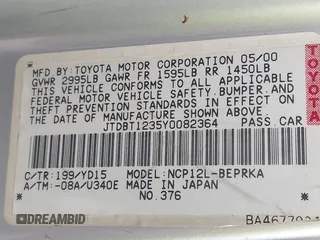 MFD.BY:TOYOTA MOTOR CORPORATION 05/00
GVWR 2995LB GAWR FR 1595LB RR 1450LB
THIS VEHICLE CONFORMS TO ALL APPLICABLE
FEDERAL MOTOR VEHICLE SAFETY, BUMPER, AND
THEFT PREVENTION STANDARDS IN EFFECT ON
THE DATE OF MANUFACTURE SHOWN ABOVE.
JTDBT1235Y0082364 PASS.CAR
C/TR:199/YD15 MODEL:NCP12L-BEPRKA
A/TM:-08A/U340E MADE IN JAPAN
NO.376
TOYOTA
DREAMBID